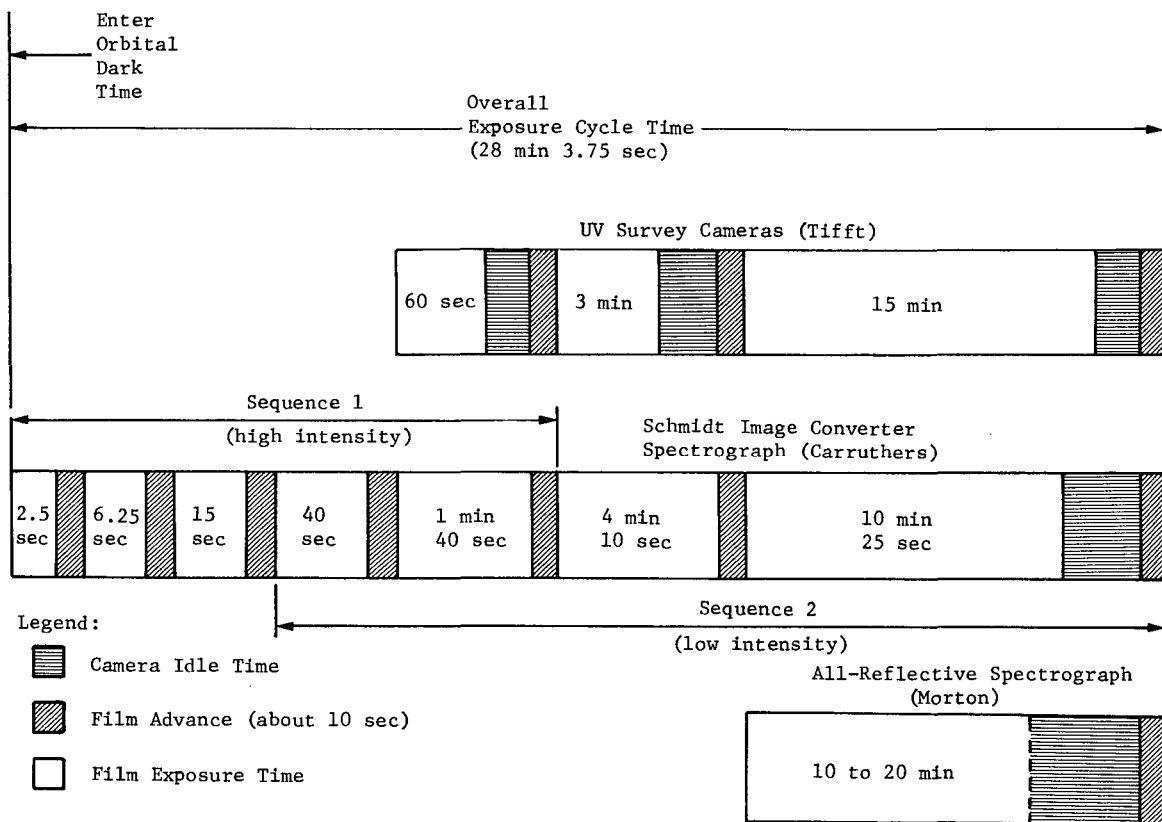 Enter
Orbital
Dark
Time
Overall
Exposure Cycle Time
(28 min 3.75 sec)
UV Survey Cameras (Tifft)
60 sec
3 min
15 min
Sequence 1
(high intensity)
Schmidt Image Converter
Spectrograph (Carruthers)
2.5
sec
6.25
sec
15
sec
40
sec
1 min
40 sec
4 min
10 sec
10 min
25 sec
Sequence 2
(low intensity)
Legend:
Camera Idle Time
Film Advance (about 10 sec)
Film Exposure Time
All-Reflective Spectrograph
(Morton)
10 to 20 min